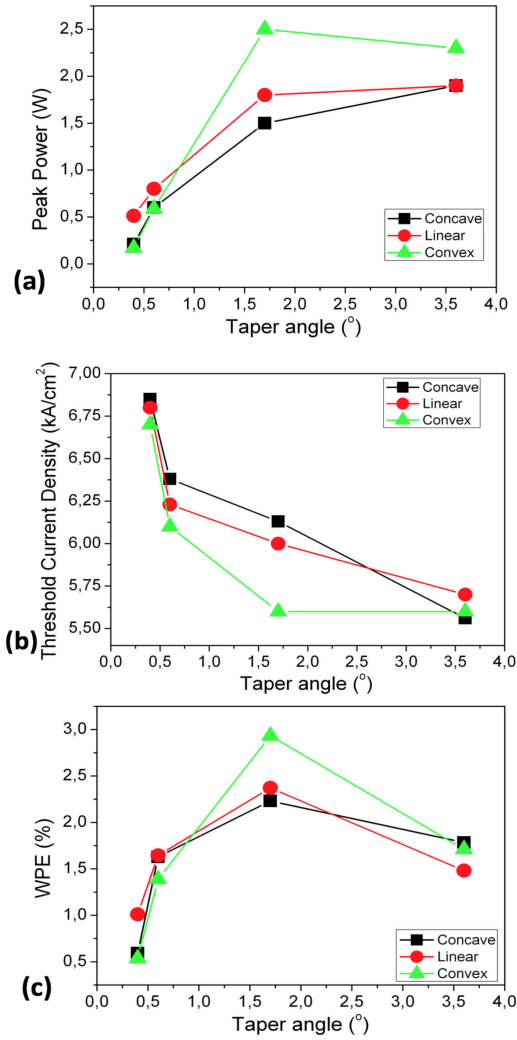 2,5
2,0
1,5
1,0
0,5
0,0
Peak Power (W)
Concave
Linear
Convex
0,0 0,5 1,0 1,5 2,0 2,5 3,0 3,5 4,0
Taper angle (°)
(a)
7,00
6,75
6,50
6,25
6,00
5,75
5,50
Threshold Current Density (kA/cm²)
Concave
Linear
Convex
0,0 0,5 1,0 1,5 2,0 2,5 3,0 3,5 4,0
Taper angle (°)
(b)
3,0
2,5
2,0
1,5
1,0
0,5
WPE (%)
Concave
Linear
Convex
0,0 0,5 1,0 1,5 2,0 2,5 3,0 3,5 4,0
Taper angle (°)
(c)